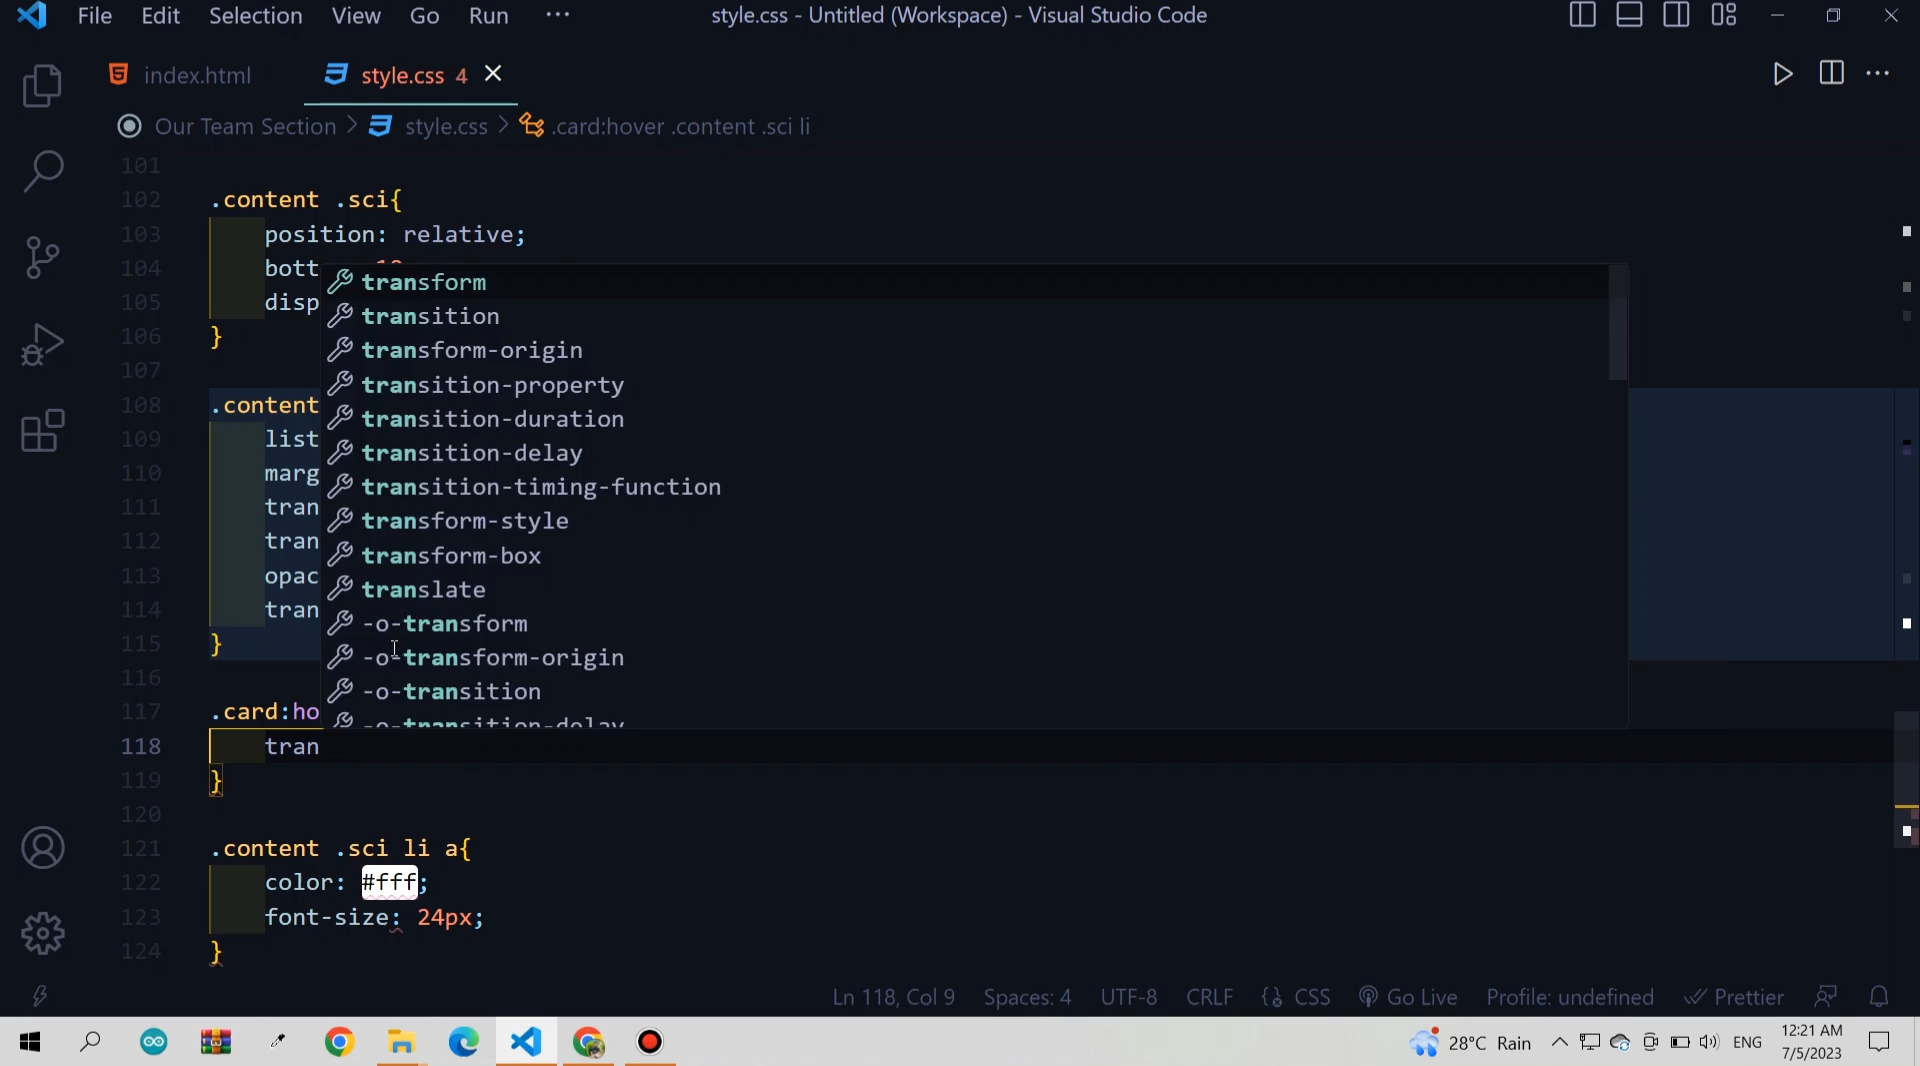 File Edit Selection View Go Run ··· style.css - Untitled (Workspace) - Visual Studio Code
index.html style.css 4
Our Team Section > style.css > .card:hover .content .sci li
101
102 .content .sci{
103 position: relative;
104 bott
105 disp
106 }
107
108 .content
109 list
110 marg
111 tran
112 tran
113 opac
114 tran
115 }
116
117 .card:ho
118 tran
119 }
120
121 .content .sci li a{
122 color: #fff;
123 font-size: 24px;
124 }
transform
transition
transform-origin
transition-property
transition-duration
transition-delay
transition-timing-function
transform-style
transform-box
translate
-o-transform
-o-transform-origin
-o-transition
-o-transition-delay
Ln 118, Col 9 Spaces: 4 UTF-8 CRLF {} CSS Go Live Profile: undefined Prettier
28°C Rain ENG 12:21 AM
7/5/2023